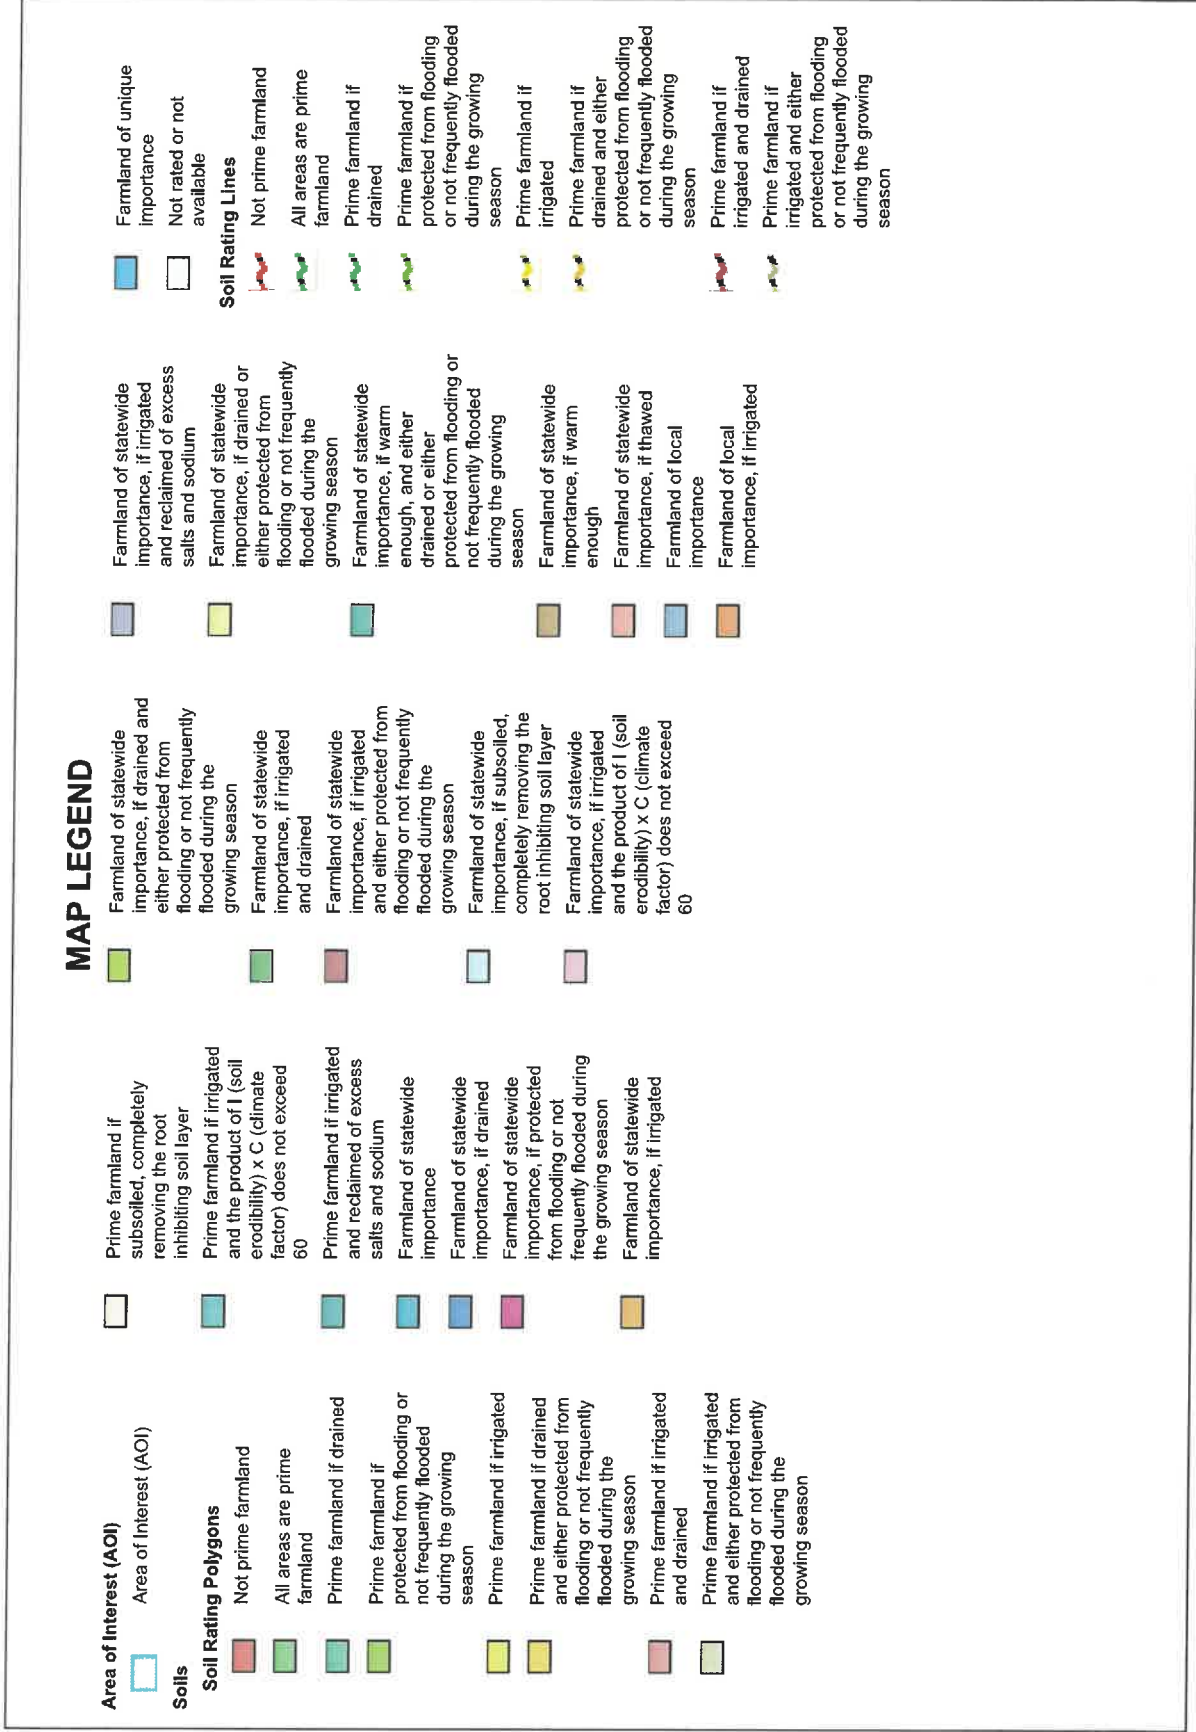 MAP LEGEND
Area of Interest (AOI)
Area of Interest (AOI)
Soils
Soil Rating Polygons
Not prime farmland
All areas are prime
farmland
Prime farmland if drained
Prime farmland if
protected from flooding or
not frequently flooded
during the growing
season
Prime farmland if irrigated
Prime farmland if drained
and either protected from
flooding or not frequently
flooded during the
growing season
Prime farmland if irrigated
and drained
Prime farmland if irrigated
and either protected from
flooding or not frequently
flooded during the
growing season
Prime farmland if
subsoiled, completely
removing the root
inhibiting soil layer
Prime farmland if irrigated
and the product of I (soil
erodibility) x C (climate
factor) does not exceed
60
Prime farmland if irrigated
and reclaimed of excess
salts and sodium
Farmland of statewide
importance
Farmland of statewide
importance, if drained
Farmland of statewide
importance, if protected
from flooding or not
frequently flooded during
the growing season
Farmland of statewide
importance, if irrigated
Farmland of statewide
importance, if drained and
either protected from
flooding or not frequently
flooded during the
growing season
Farmland of statewide
importance, if irrigated
and drained
Farmland of statewide
importance, if irrigated
and either protected from
flooding or not frequently
flooded during the
growing season
Farmland of statewide
importance, if subsoiled,
completely removing the
root inhibiting soil layer
Farmland of statewide
importance, if irrigated
and the product of I (soil
erodibility) x C (climate
factor) does not exceed
60
Farmland of statewide
importance, if irrigated
and reclaimed of excess
salts and sodium
Farmland of statewide
importance, if drained or
either protected from
flooding or not frequently
flooded during the
growing season
Farmland of statewide
importance, if warm
enough, and either
drained or either
protected from flooding or
not frequently flooded
during the growing
season
Farmland of statewide
importance, if warm
enough
Farmland of statewide
importance, if thawed
Farmland of local
importance
Farmland of local
importance, if irrigated
Farmland of unique
importance
Not rated or not
available
Soil Rating Lines
Not prime farmland
All areas are prime
farmland
Prime farmland if
drained
Prime farmland if
protected from flooding
or not frequently flooded
during the growing
season
Prime farmland if
irrigated
Prime farmland if
drained and either
protected from flooding
or not frequently flooded
during the growing
season
Prime farmland if
irrigated and drained
Prime farmland if
irrigated and either
protected from flooding
or not frequently flooded
during the growing
season